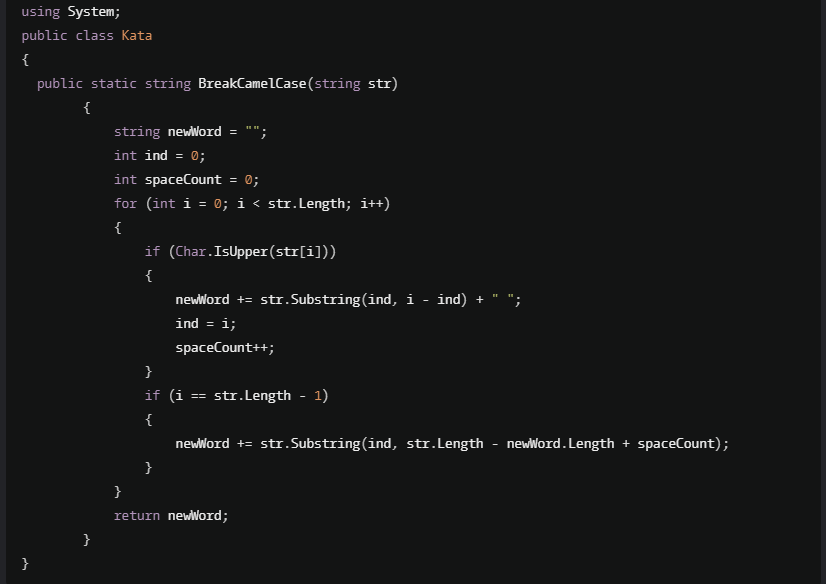 using System;
public class Kata
{
  public static string BreakCamelCase(string str)
        {
            string newWord = "";
            int ind = 0;
            int spaceCount = 0;
            for (int i = 0; i < str.Length; i++)
            {
                if (Char.IsUpper(str[i]))
                {
                    newWord += str.Substring(ind, i - ind) + " ";
                    ind = i;
                    spaceCount++;
                }
                if (i == str.Length - 1)
                {
                    newWord += str.Substring(ind, str.Length - newWord.Length + spaceCount);
                }
            }
            return newWord;
        }
}